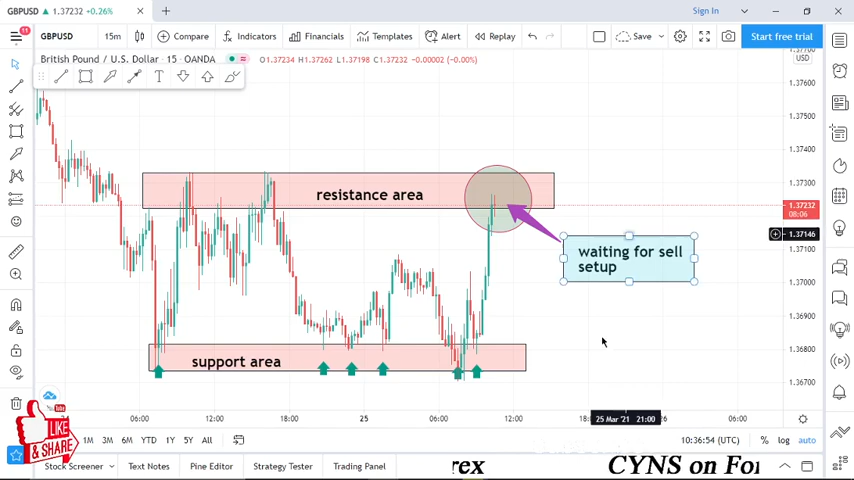 GBPUSD ▲ 1.37232 +0.26%
Sign In
11
GBPUSD
15m
Compare
Indicators
Financials
Templates
Alert
Replay
Save
Start free trial
British Pound / U.S. Dollar · 15 · OANDA
O1.37234 H1.37262 L1.37198 C1.37232 −0.00002 (−0.00%)
USD
1.37600
1.37500
1.37400
1.37300
1.37232
08:06
1.37146
1.37100
1.37000
1.36900
1.36800
1.36700
resistance area
waiting for sell
setup
support area
06:00
12:00
18:00
25
06:00
12:00
25 Mar '21 21:00
06:00
LIKE
& SHARE
1M
3M
6M
YTD
1Y
5Y
All
10:36:54 (UTC)
%
log
auto
Stock Screener
Text Notes
Pine Editor
Strategy Tester
Trading Panel
rex
CYNS on For